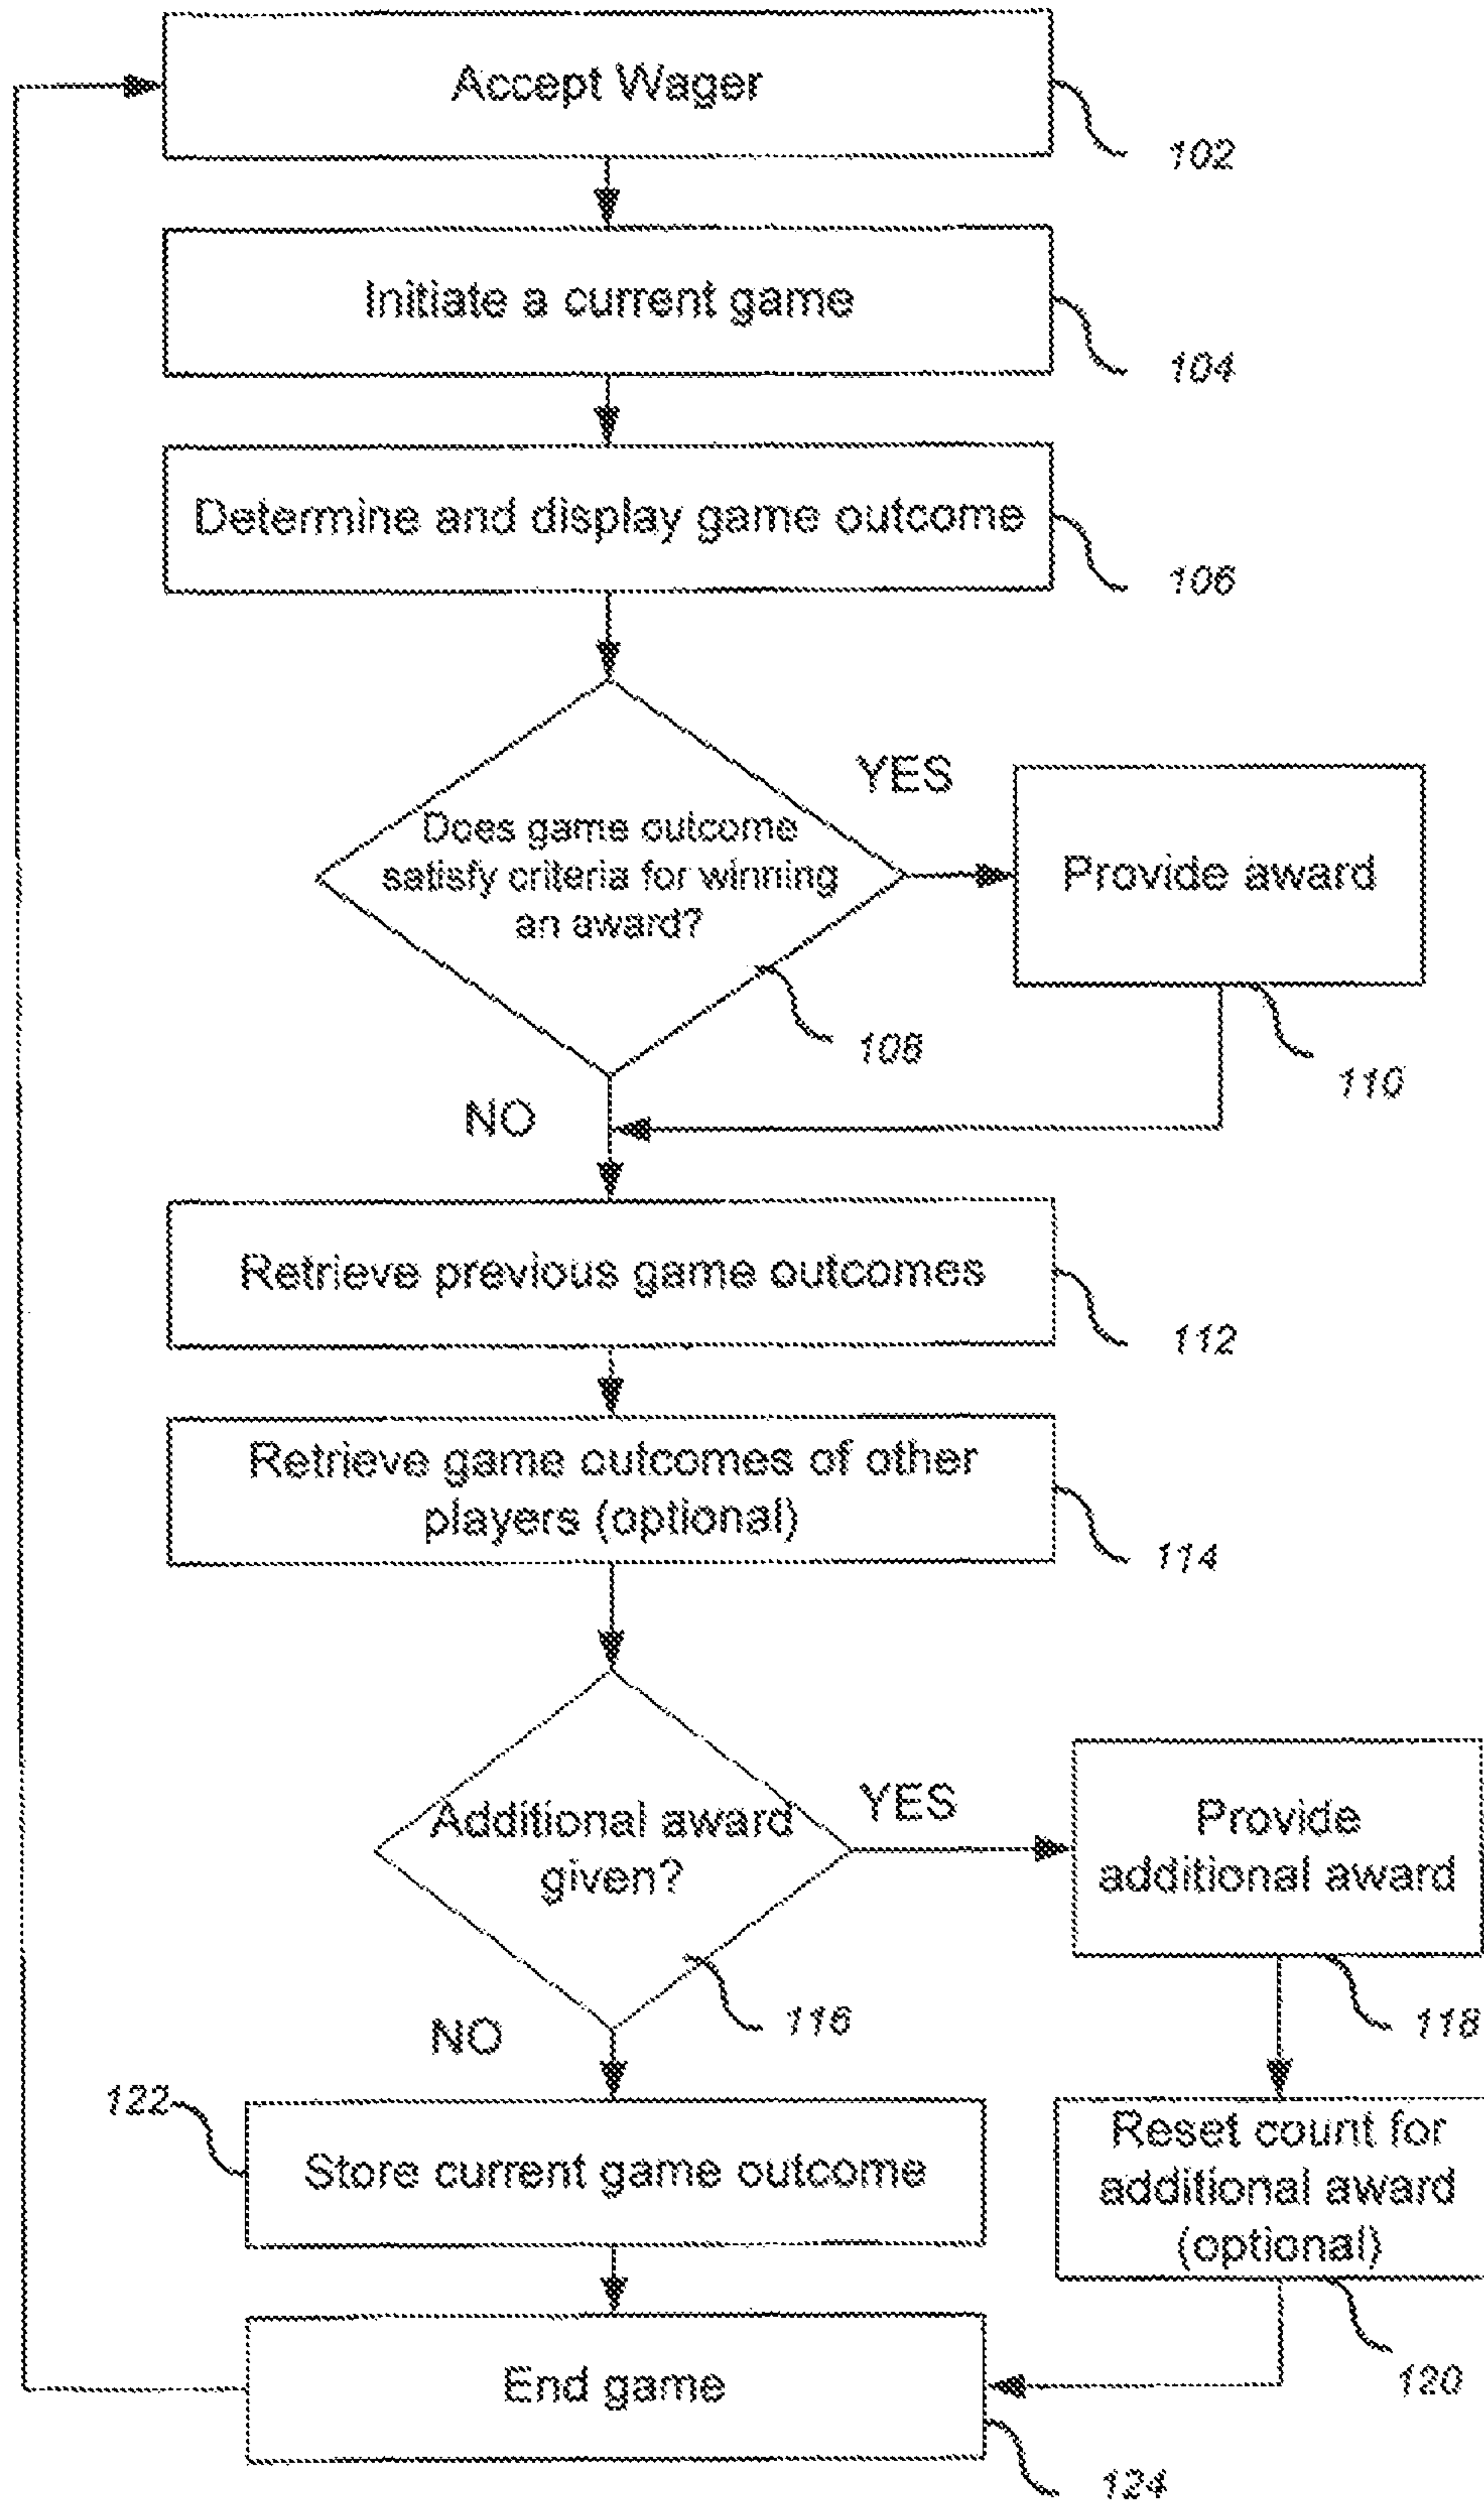 Accept Wager
102
Initiate a current game
104
Determine and display game outcome
106
Does game outcome
satisfy criteria for winning
an award?
YES
Provide award
108
110
NO
Retrieve previous game outcomes
112
Retrieve game outcomes of other
players (optional)
114
Additional award
given?
YES
Provide
additional award
116
118
NO
122
Store current game outcome
Reset count for
additional award
(optional)
120
End game
124